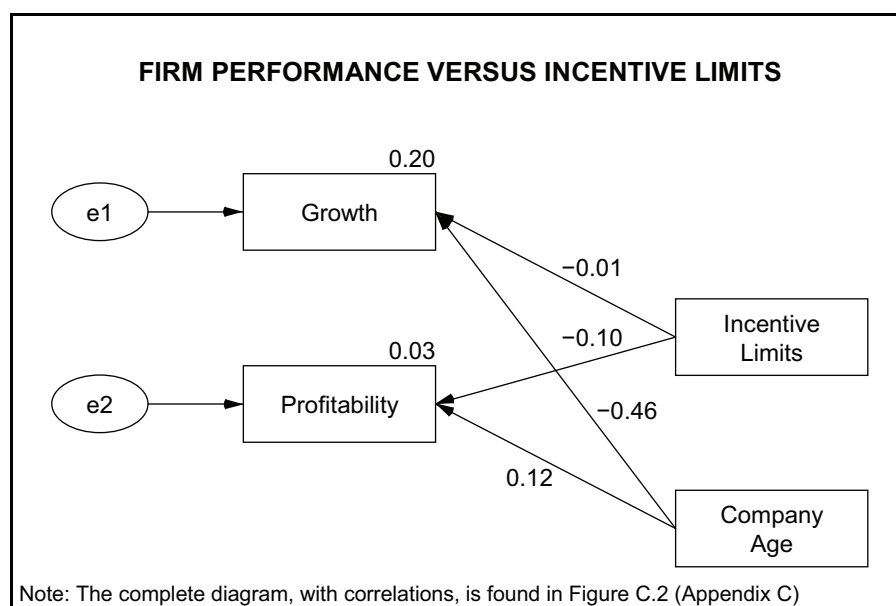 FIRM PERFORMANCE VERSUS INCENTIVE LIMITS
0.20
e1
Growth
−0.01
Incentive
Limits
−0.10
0.03
e2
Profitability
−0.46
0.12
Company
Age
Note: The complete diagram, with correlations, is found in Figure C.2 (Appendix C)